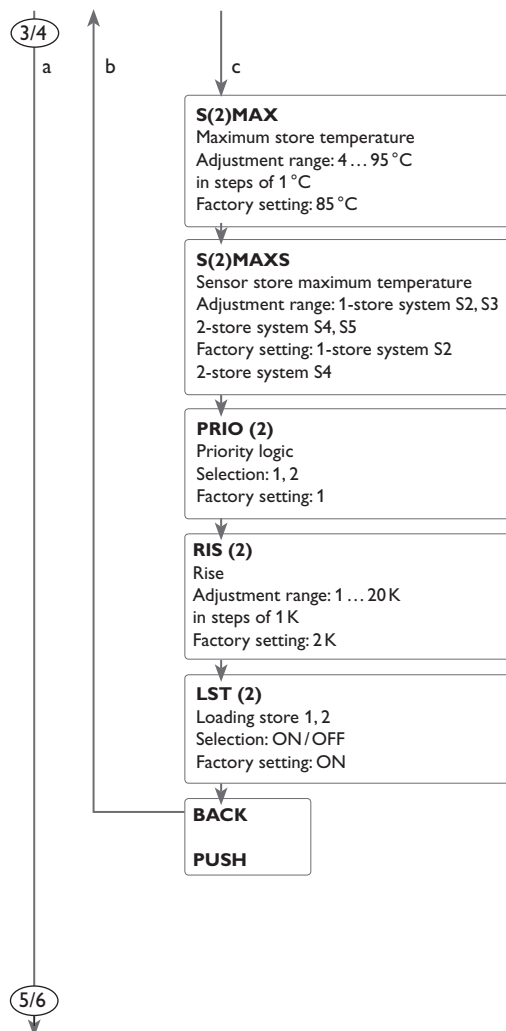 3/4
a b c
S(2)MAX
Maximum store temperature
Adjustment range: 4 … 95 °C
in steps of 1 °C
Factory setting: 85 °C
S(2)MAXS
Sensor store maximum temperature
Adjustment range: 1-store system S2, S3
2-store system S4, S5
Factory setting: 1-store system S2
2-store system S4
PRIO (2)
Priority logic
Selection: 1, 2
Factory setting: 1
RIS (2)
Rise
Adjustment range: 1 … 20 K
in steps of 1 K
Factory setting: 2 K
LST (2)
Loading store 1, 2
Selection: ON / OFF
Factory setting: ON
BACK
PUSH
5/6